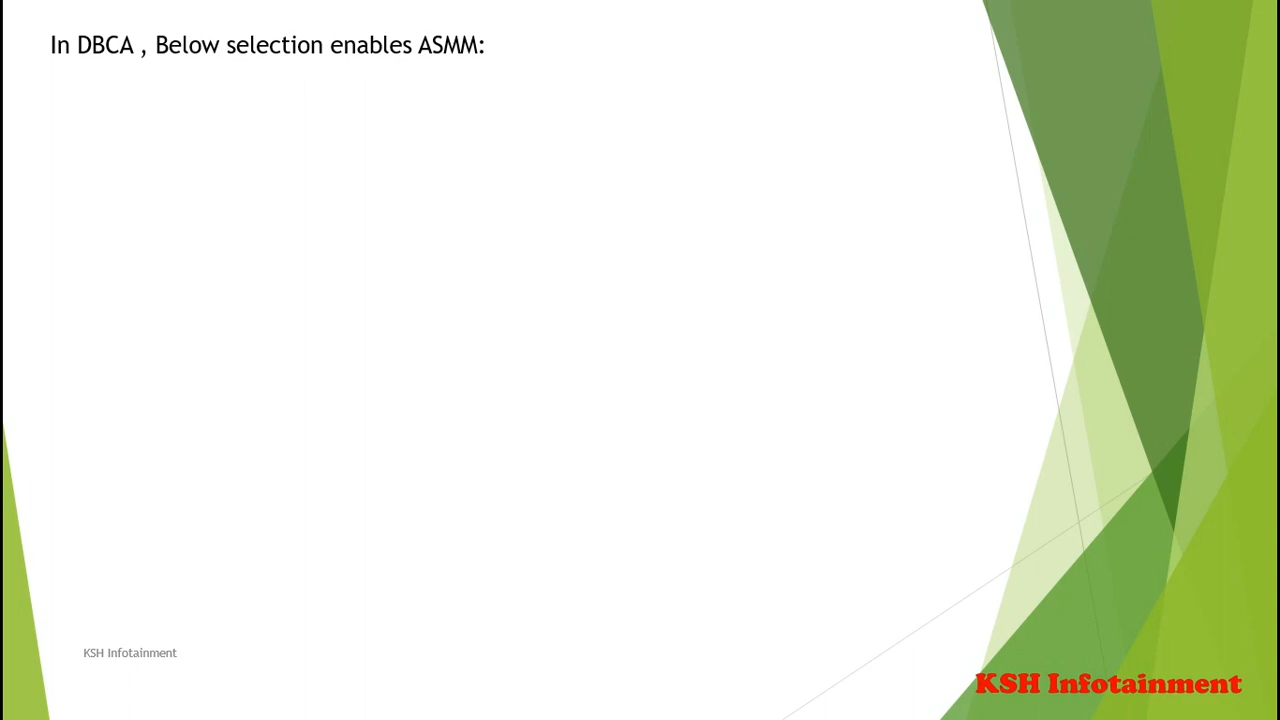 In DBCA , Below selection enables ASMM:
KSH Infotainment
KSH Infotainment